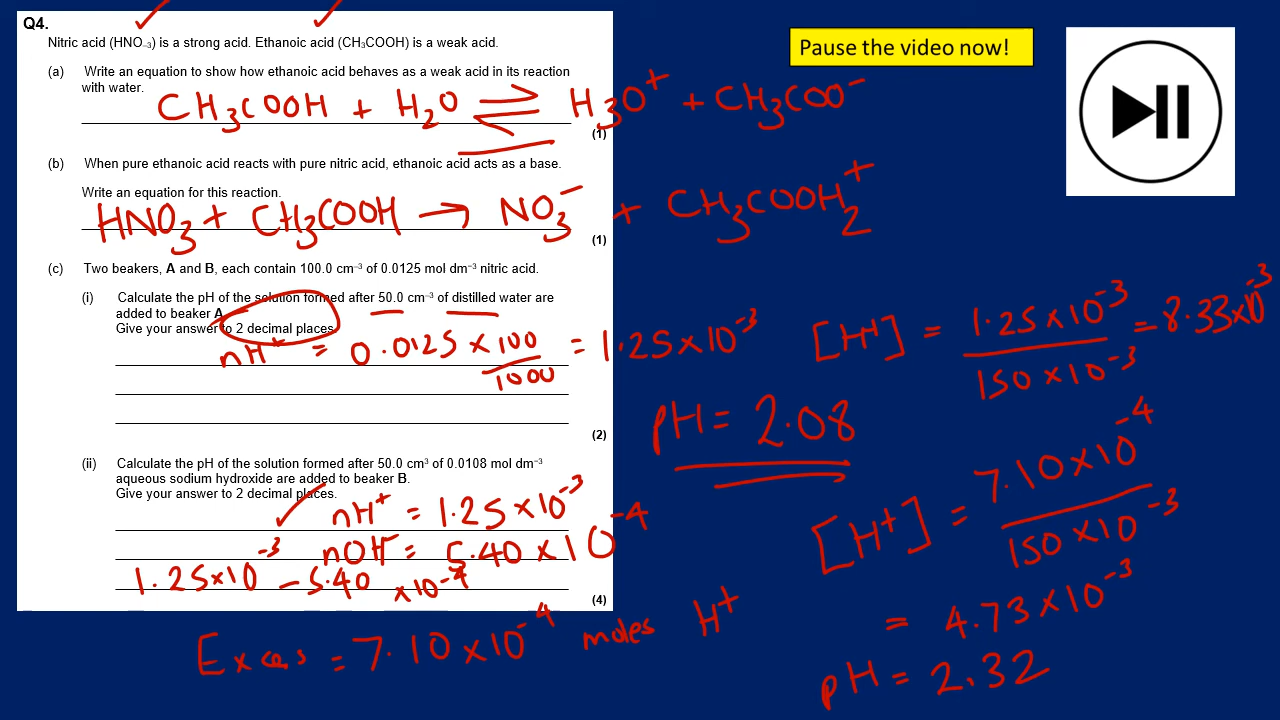 Q4.
Nitric acid (HNO₋₃) is a strong acid. Ethanoic acid (CH₃COOH) is a weak acid.
Pause the video now!
(a) Write an equation to show how ethanoic acid behaves as a weak acid in its reaction
with water.
CH₃COOH + H₂O ⇌ H₃O⁺ + CH₃COO⁻
(1)
(b) When pure ethanoic acid reacts with pure nitric acid, ethanoic acid acts as a base.
Write an equation for this reaction.
HNO₃ + CH₃COOH → NO₃⁻ + CH₃COOH₂⁺
(1)
(c) Two beakers, A and B, each contain 100.0 cm⁻³ of 0.0125 mol dm⁻³ nitric acid.
(i) Calculate the pH of the solution formed after 50.0 cm⁻³ of distilled water are
added to beaker A.
Give your answer to 2 decimal places.
nH⁺ = 0.0125 × 100/1000 = 1.25 × 10⁻³
[H⁺] = 1.25 × 10⁻³ / 150 × 10⁻³ = 8.33 × 10⁻³
pH = 2.08
(2)
(ii) Calculate the pH of the solution formed after 50.0 cm³ of 0.0108 mol dm⁻³
aqueous sodium hydroxide are added to beaker B.
Give your answer to 2 decimal places.
nH⁺ = 1.25 × 10⁻³
nOH⁻ = 5.40 × 10⁻⁴
1.25 × 10⁻³ − 5.40 × 10⁻⁴
(4)
Exces = 7.10 × 10⁻⁴ moles H⁺
[H⁺] = 7.10 × 10⁻⁴ / 150 × 10⁻³
= 4.73 × 10⁻³
pH = 2.32